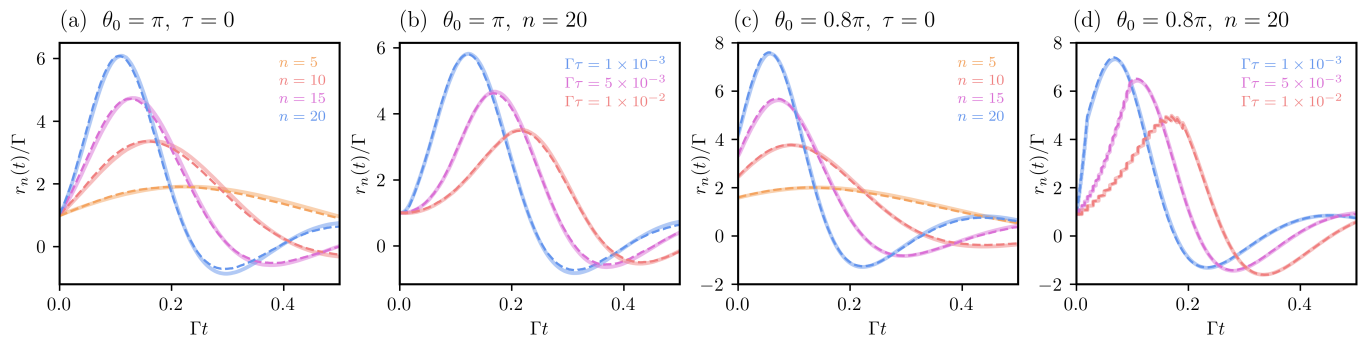 (a) θ₀ = π, τ = 0
rₙ(t)/Γ
6
4
2
0
n = 5
n = 10
n = 15
n = 20
0.0 0.2 0.4
Γt
(b) θ₀ = π, n = 20
6
4
2
0
Γτ = 1 × 10⁻³
Γτ = 5 × 10⁻³
Γτ = 1 × 10⁻²
0.0 0.2 0.4
Γt
(c) θ₀ = 0.8π, τ = 0
rₙ(t)/Γ
8
6
4
2
0
−2
n = 5
n = 10
n = 15
n = 20
0.0 0.2 0.4
Γt
(d) θ₀ = 0.8π, n = 20
rₙ(t)/Γ
8
6
4
2
0
−2
Γτ = 1 × 10⁻³
Γτ = 5 × 10⁻³
Γτ = 1 × 10⁻²
0.0 0.2 0.4
Γt